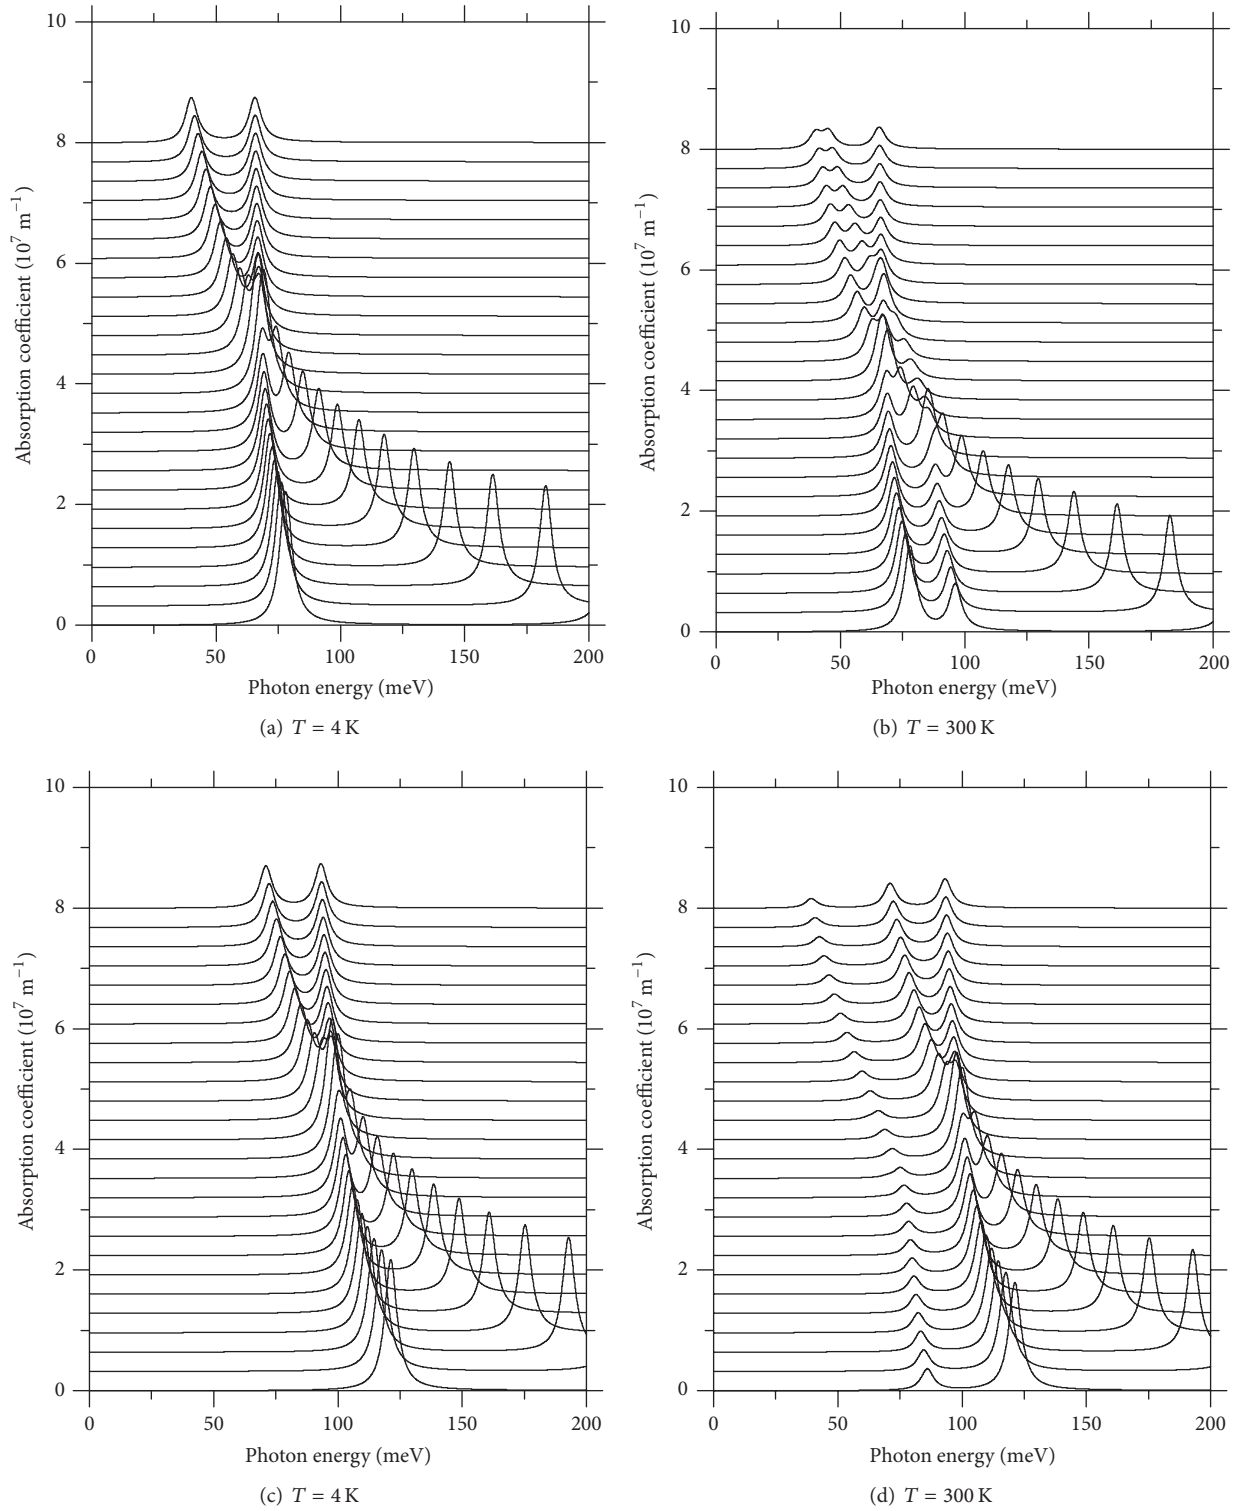 10
8
6
4
2
0
Absorption coefficient (10⁷ m⁻¹)
0 50 100 150 200
Photon energy (meV)
(a) T = 4 K
10
8
6
4
2
0
Absorption coefficient (10⁷ m⁻¹)
0 50 100 150 200
Photon energy (meV)
(b) T = 300 K
10
8
6
4
2
0
Absorption coefficient (10⁷ m⁻¹)
0 50 100 150 200
Photon energy (meV)
(c) T = 4 K
10
8
6
4
2
0
Absorption coefficient (10⁷ m⁻¹)
0 50 100 150 200
Photon energy (meV)
(d) T = 300 K